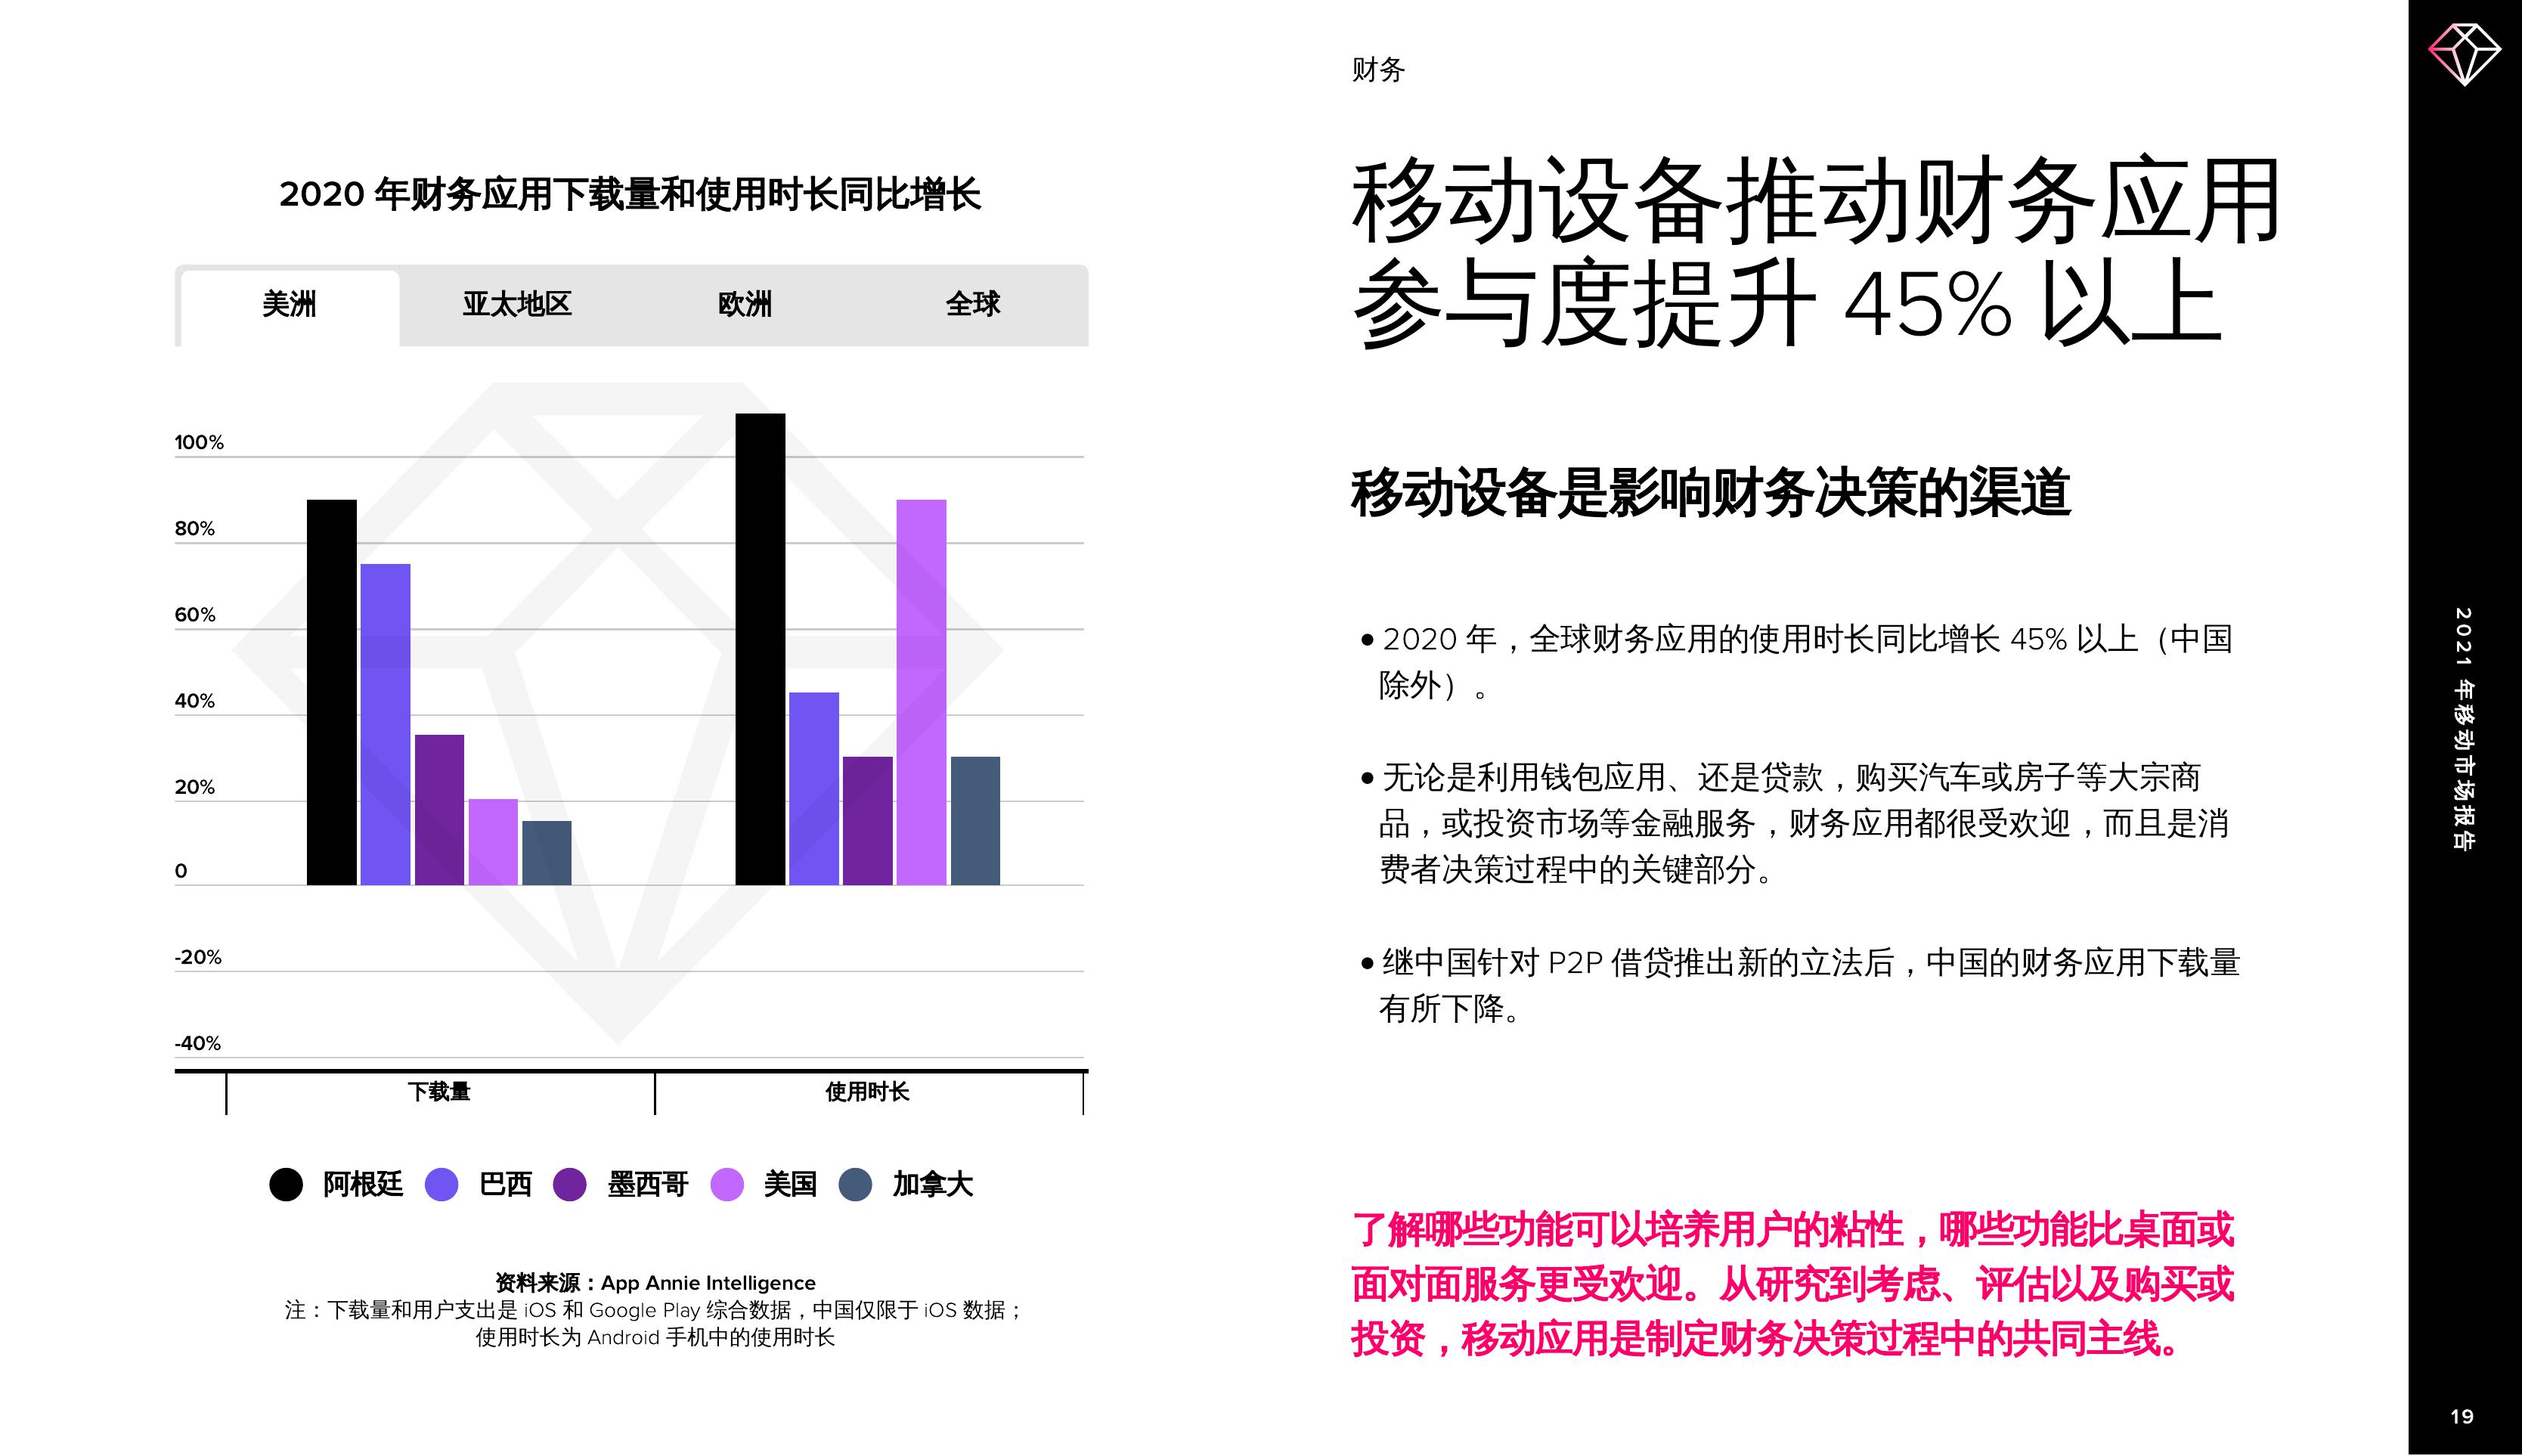 2020 年财务应用下载量和使用时长同比增长
美洲
亚太地区
欧洲
全球
100%
80%
60%
40%
20%
0
-20%
-40%
下载量
使用时长
阿根廷
巴西
墨西哥
美国
加拿大
资料来源：App Annie Intelligence
注：下载量和用户支出是 iOS 和 Google Play 综合数据，中国仅限于 iOS 数据；
使用时长为 Android 手机中的使用时长
财务
移动设备推动财务应用
参与度提升 45% 以上
移动设备是影响财务决策的渠道
• 2020 年，全球财务应用的使用时长同比增长 45% 以上（中国
除外）。
• 无论是利用钱包应用、还是贷款，购买汽车或房子等大宗商
品，或投资市场等金融服务，财务应用都很受欢迎，而且是消
费者决策过程中的关键部分。
• 继中国针对 P2P 借贷推出新的立法后，中国的财务应用下载量
有所下降。
了解哪些功能可以培养用户的粘性，哪些功能比桌面或
面对面服务更受欢迎。从研究到考虑、评估以及购买或
投资，移动应用是制定财务决策过程中的共同主线。
2021 年移动市场报告
19